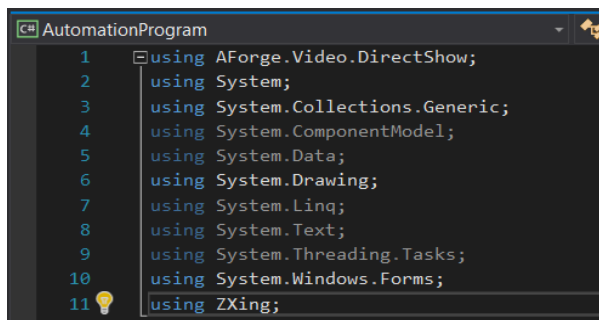 C# AutomationProgram
1 using AForge.Video.DirectShow;
2 using System;
3 using System.Collections.Generic;
4 using System.ComponentModel;
5 using System.Data;
6 using System.Drawing;
7 using System.Linq;
8 using System.Text;
9 using System.Threading.Tasks;
10 using System.Windows.Forms;
11 using ZXing;